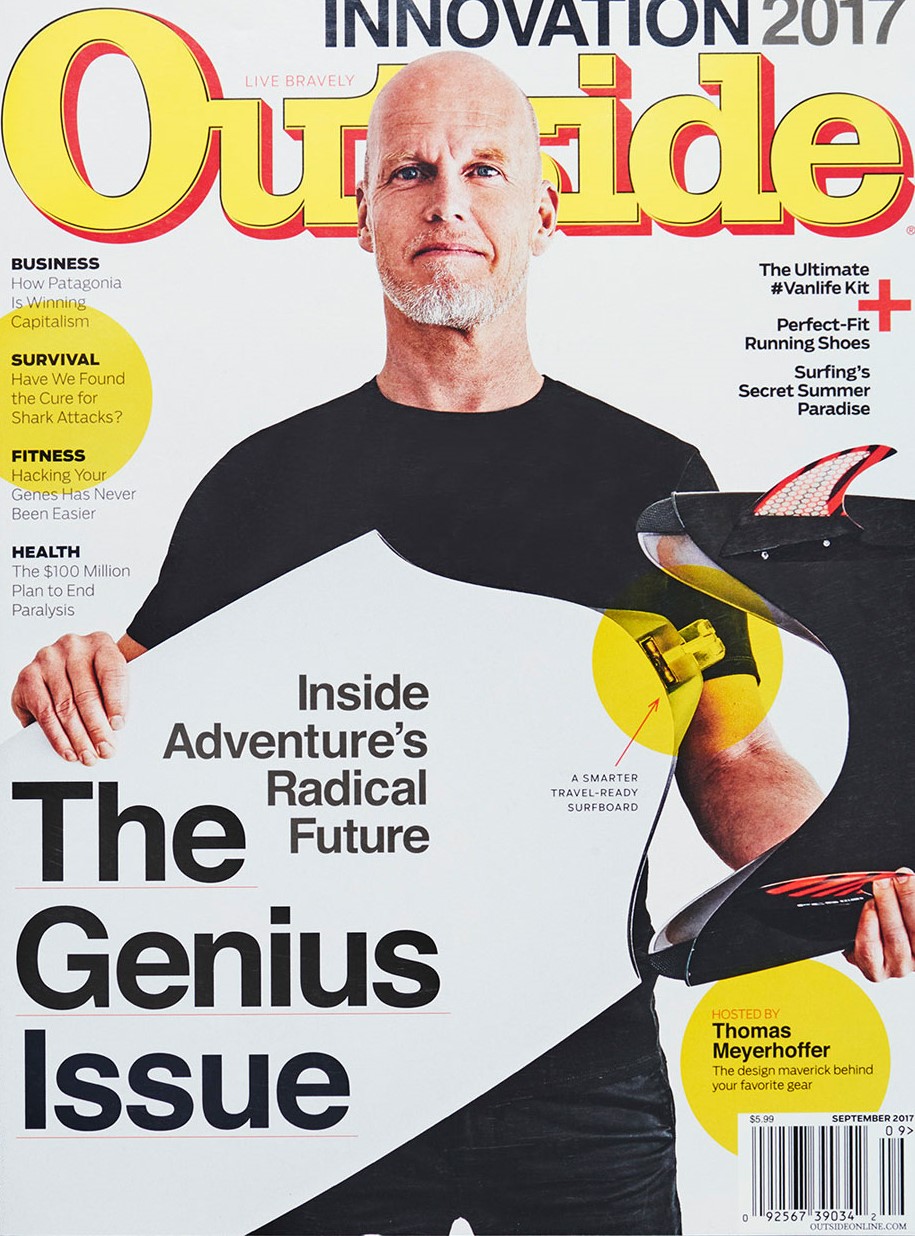 INNOVATION 2017
LIVE BRAVELY
Outside
®
BUSINESS
How Patagonia
Is Winning
Capitalism
SURVIVAL
Have We Found
the Cure for
Shark Attacks?
FITNESS
Hacking Your
Genes Has Never
Been Easier
HEALTH
The $100 Million
Plan to End
Paralysis
The Ultimate
#Vanlife Kit
+
Perfect-Fit
Running Shoes
Surfing's
Secret Summer
Paradise
Inside
Adventure's
Radical
Future
The
Genius
Issue
A SMARTER
TRAVEL-READY
SURFBOARD
HOSTED BY
Thomas
Meyerhoffer
The design maverick behind
your favorite gear
$5.99 SEPTEMBER 2017
09>
0 92567 39034 2
OUTSIDEONLINE.COM